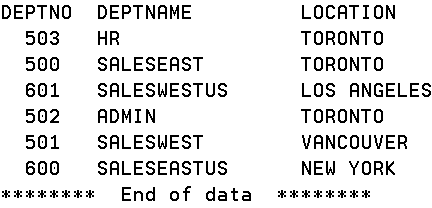 DEPTNO  DEPTNAME        LOCATION
  503   HR              TORONTO
  500   SALESEAST       TORONTO
  601   SALESWESTUS     LOS ANGELES
  502   ADMIN           TORONTO
  501   SALESWEST       VANCOUVER
  600   SALESEASTUS     NEW YORK
********  End of data  ********